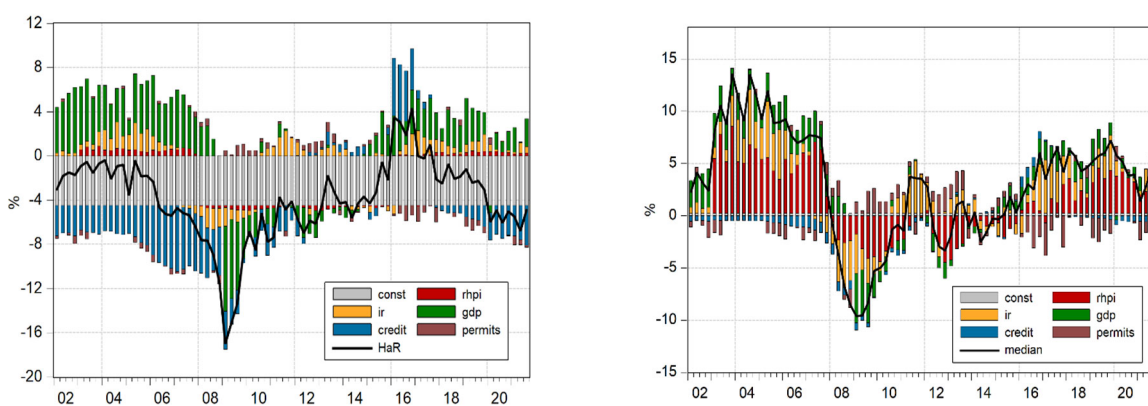 12
8
4
0
-4
-8
-12
-16
-20
%
const rhpi
ir gdp
credit permits
HaR
02 04 06 08 10 12 14 16 18 20
15
10
5
0
-5
-10
-15
%
const rhpi
ir gdp
credit permits
median
02 04 06 08 10 12 14 16 18 20